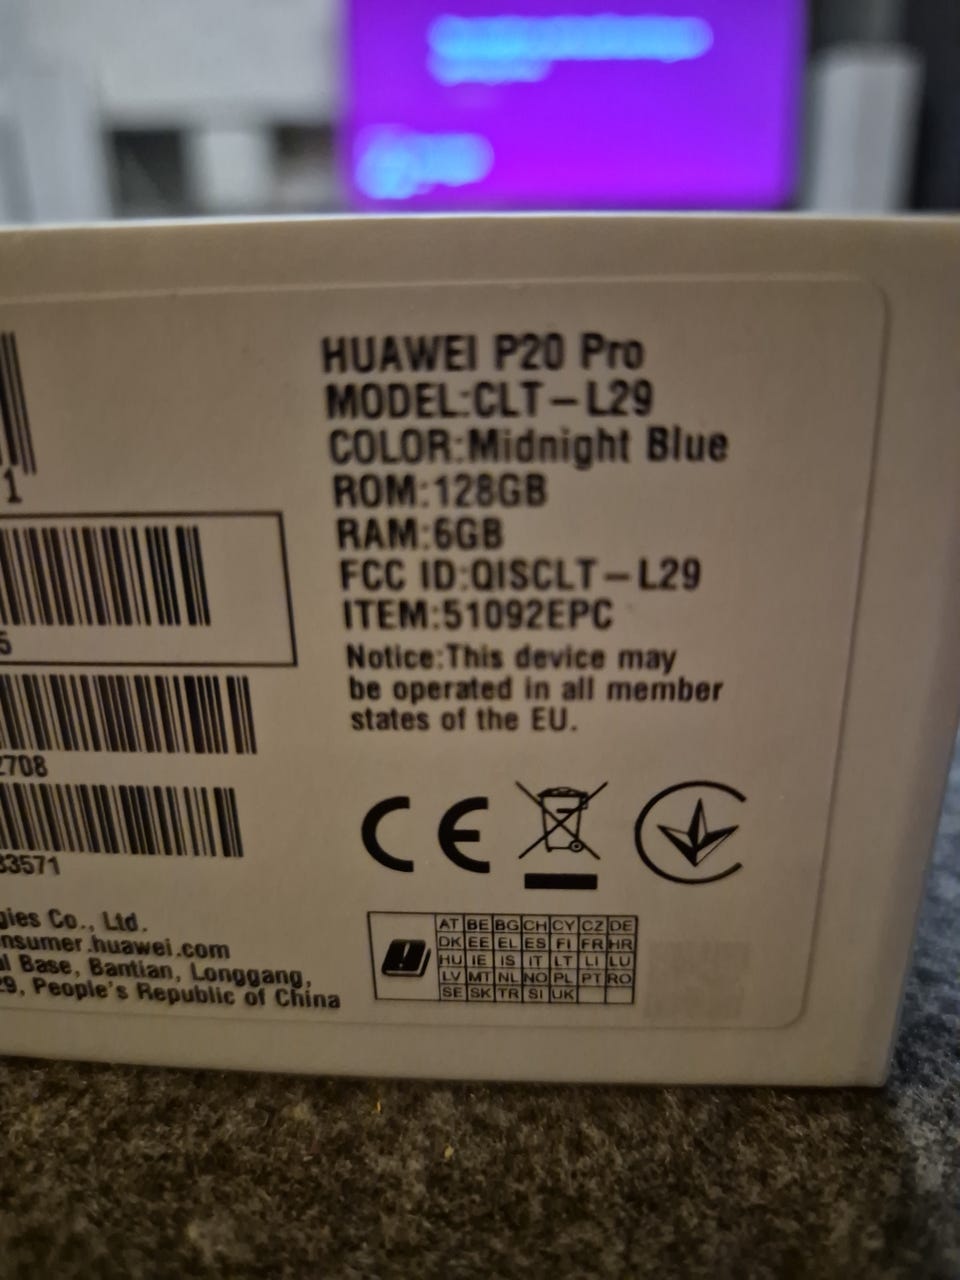 1
5
2708
33571
gies Co., Ltd.
nsumer.huawei.com
al Base, Bantian, Longgang,
29, People's Republic of China
HUAWEI P20 Pro
MODEL:CLT-L29
COLOR:Midnight Blue
ROM:128GB
RAM:6GB
FCC ID:QISCLT-L29
ITEM:51092EPC
Notice:This device may
be operated in all member
states of the EU.
CE
AT BE BG CH CY CZ DE
DK EE EL ES FI FR HR
HU IE IS IT LT LI LU
LV MT NL NO PL PT RO
SE SK TR SI UK